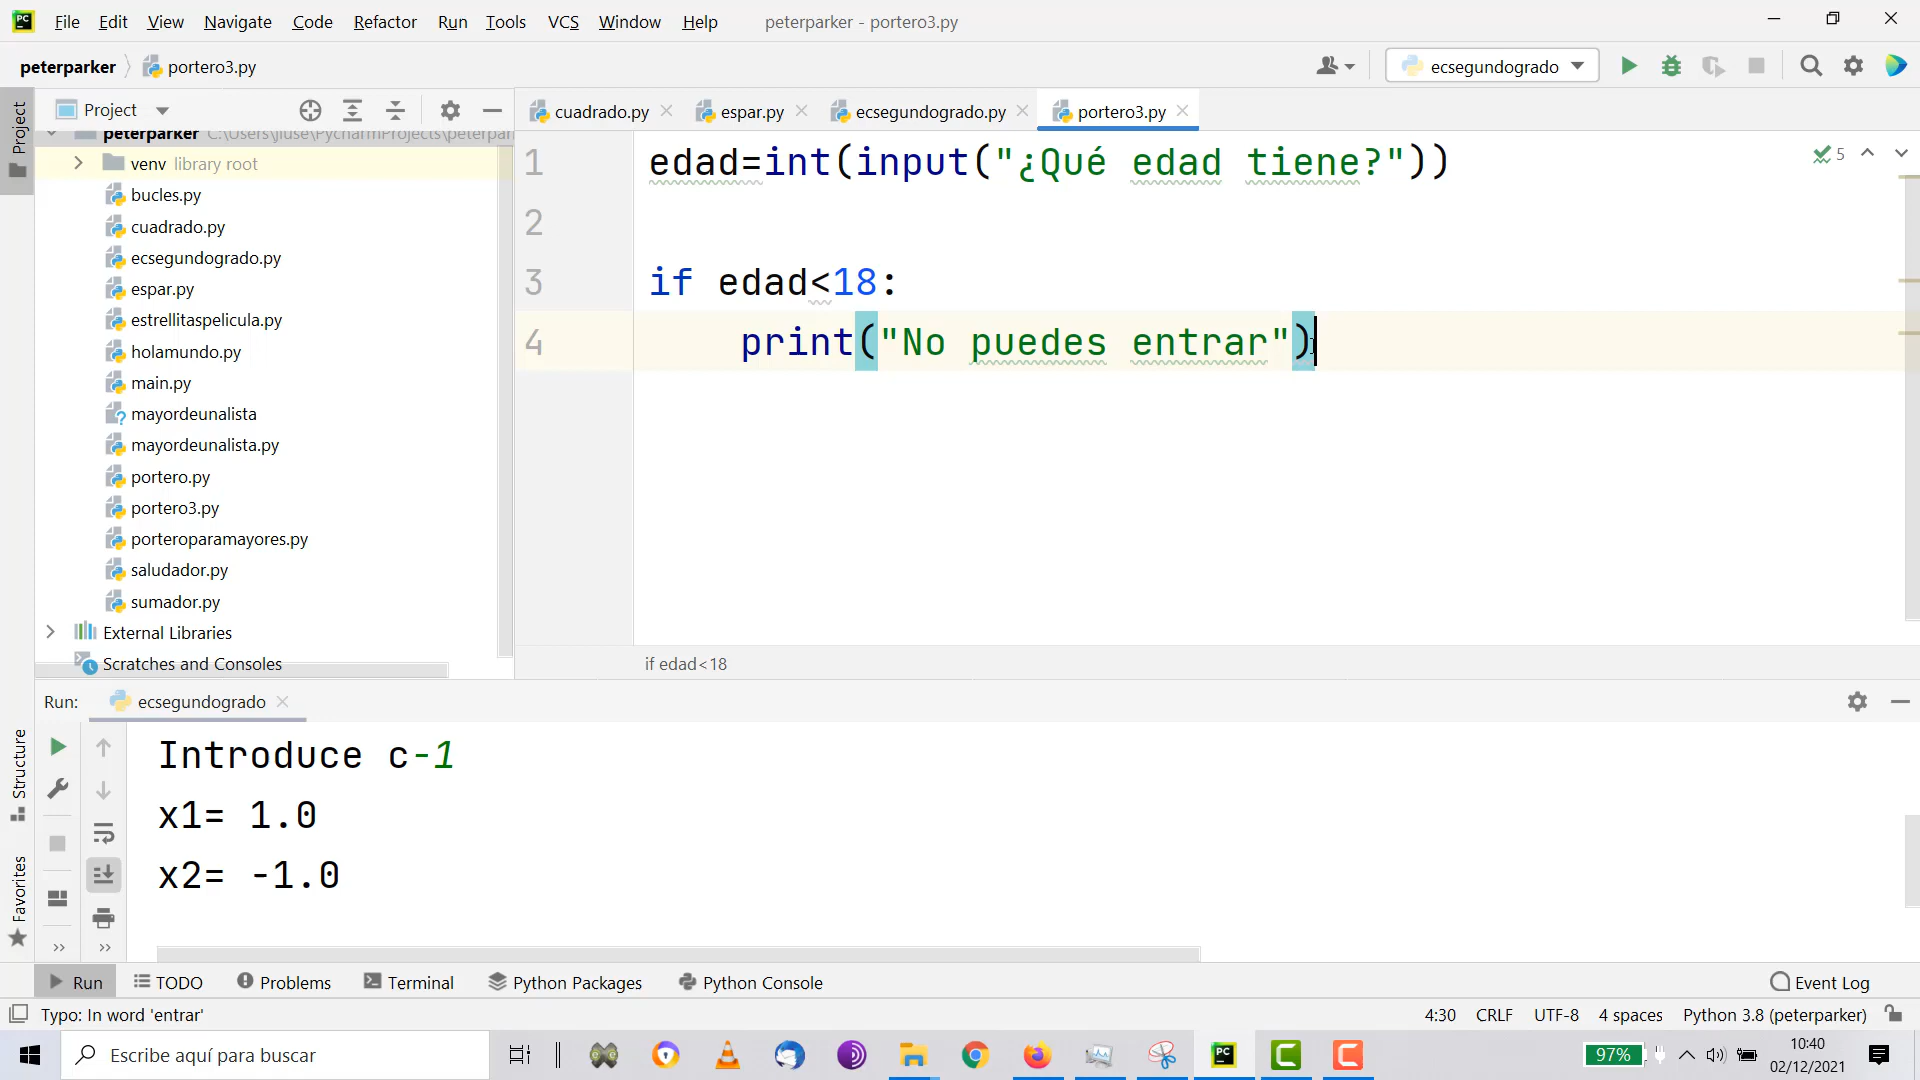 File Edit View Navigate Code Refactor Run Tools VCS Window Help peterparker - portero3.py
peterparker portero3.py
ecsegundogrado
Project
cuadrado.py espar.py ecsegundogrado.py portero3.py
Project
peterparker C:\Users\jluse\PycharmProjects\peterpar
venv library root
bucles.py
cuadrado.py
ecsegundogrado.py
espar.py
estrellitaspelicula.py
holamundo.py
main.py
mayordeunalista
mayordeunalista.py
portero.py
portero3.py
porteroparamayores.py
saludador.py
sumador.py
External Libraries
Scratches and Consoles
1 edad=int(input("¿Qué edad tiene?"))
2
3 if edad<18:
4 print("No puedes entrar")
5
if edad<18
Run: ecsegundogrado
Structure
Favorites
Introduce c-1
x1= 1.0
x2= -1.0
Run TODO Problems Terminal Python Packages Python Console Event Log
Typo: In word 'entrar' 4:30 CRLF UTF-8 4 spaces Python 3.8 (peterparker)
Escribe aquí para buscar
97%
10:40
02/12/2021